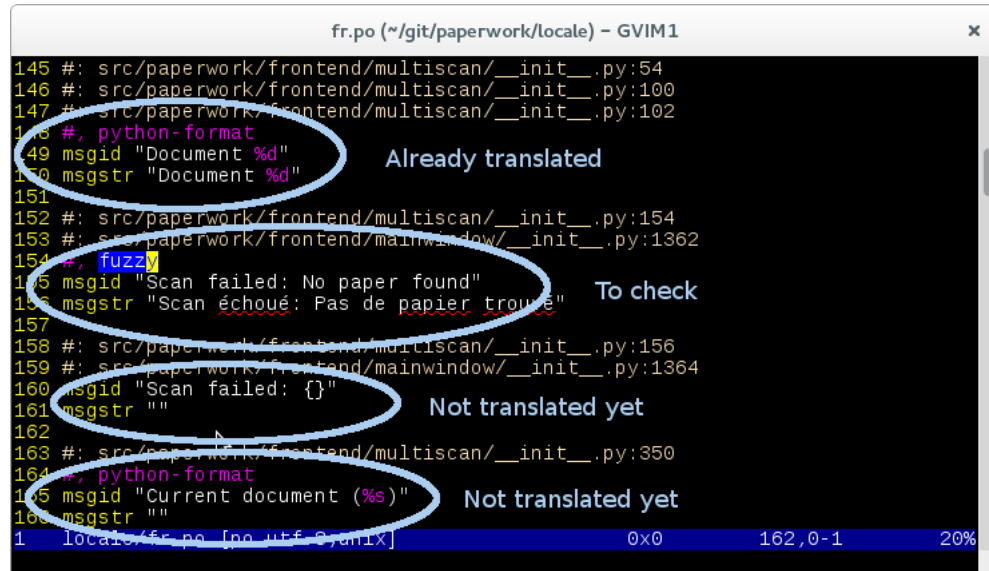 fr.po (~/git/paperwork/locale) – GVIM1
145 #: src/paperwork/frontend/multiscan/__init__.py:54
146 #: src/paperwork/frontend/multiscan/__init__.py:100
147 #: src/paperwork/frontend/multiscan/__init__.py:102
148 #, python-format
149 msgid "Document %d"
Already translated
150 msgstr "Document %d"
151
152 #: src/paperwork/frontend/multiscan/__init__.py:154
153 #: src/paperwork/frontend/mainwindow/__init__.py:1362
154 #, fuzzy
155 msgid "Scan failed: No paper found"
To check
156 msgstr "Scan échoué: Pas de papier trouvé"
157
158 #: src/paperwork/frontend/multiscan/__init__.py:156
159 #: src/paperwork/frontend/mainwindow/__init__.py:1364
160 msgid "Scan failed: {}"
161 msgstr ""
Not translated yet
162
163 #: src/paperwork/frontend/multiscan/__init__.py:350
164 #, python-format
165 msgid "Current document (%s)"
Not translated yet
166 msgstr ""
1 locale/fr.po [po,utf-8,unix] 0x0 162,0-1 20%